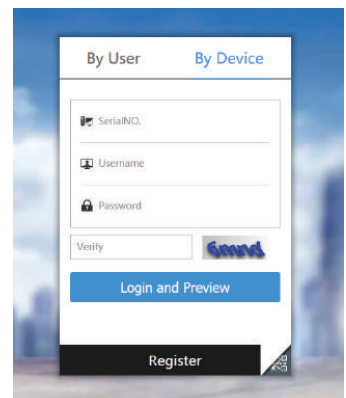 By User By Device
SerialNO.
Username
Password
Verify
Login and Preview
Register